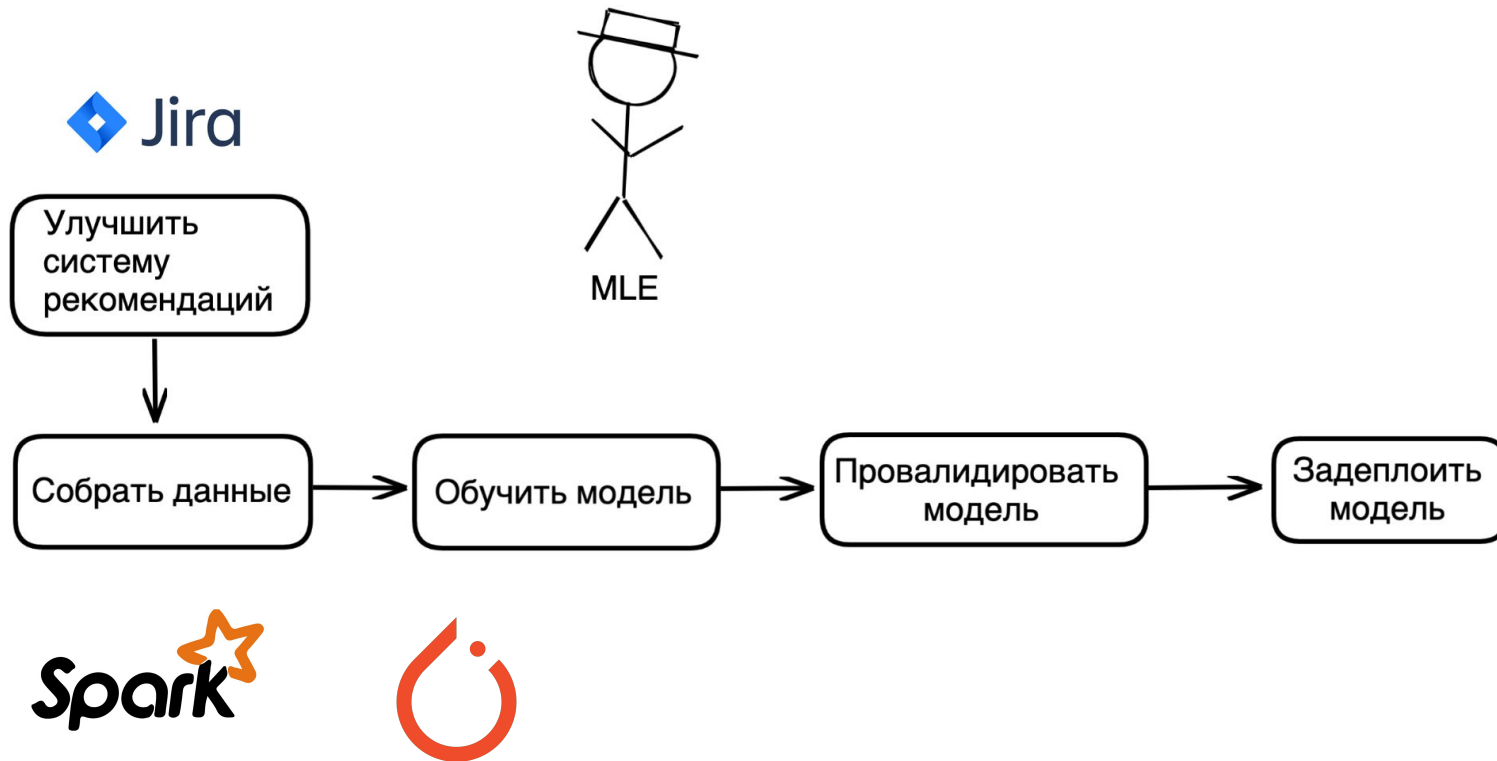 Jira
Улучшить
систему
рекомендаций
MLE
Собрать данные
Обучить модель
Провалидировать
модель
Задеплоить
модель
Spark